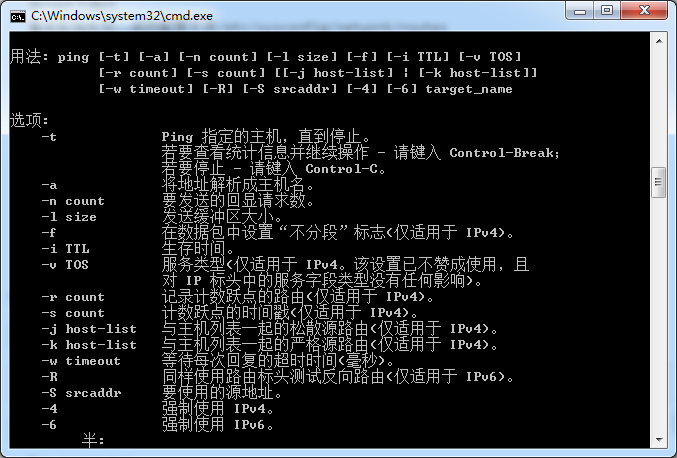 C:\Windows\system32\cmd.exe
用法: ping [-t] [-a] [-n count] [-l size] [-f] [-i TTL] [-v TOS]
[-r count] [-s count] [[-j host-list] | [-k host-list]]
[-w timeout] [-R] [-S srcaddr] [-4] [-6] target_name
选项:
-t Ping 指定的主机，直到停止。
若要查看统计信息并继续操作 - 请键入 Control-Break;
若要停止 - 请键入 Control-C。
-a 将地址解析成主机名。
-n count 要发送的回显请求数。
-l size 发送缓冲区大小。
-f 在数据包中设置“不分段”标志(仅适用于 IPv4)。
-i TTL 生存时间。
-v TOS 服务类型(仅适用于 IPv4。该设置已不赞成使用，且
对 IP 标头中的服务字段类型没有任何影响)。
-r count 记录计数跃点的路由(仅适用于 IPv4)。
-s count 计数跃点的时间戳(仅适用于 IPv4)。
-j host-list 与主机列表一起的松散源路由(仅适用于 IPv4)。
-k host-list 与主机列表一起的严格源路由(仅适用于 IPv4)。
-w timeout 等待每次回复的超时时间(毫秒)。
-R 同样使用路由标头测试反向路由(仅适用于 IPv6)。
-S srcaddr 要使用的源地址。
-4 强制使用 IPv4。
-6 强制使用 IPv6。
半: